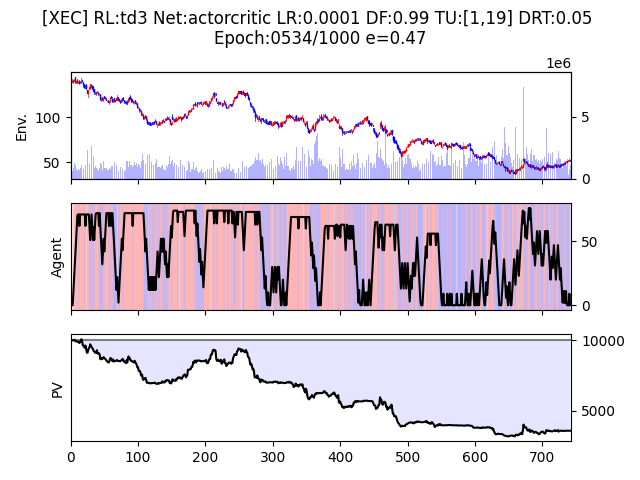 [XEC] RL:td3 Net:actorcritic LR:0.0001 DF:0.99 TU:[1,19] DRT:0.05
Epoch:0534/1000 e=0.47
1e6
Env.
100
50
5
0
Agent
50
0
PV
10000
5000
0 100 200 300 400 500 600 700